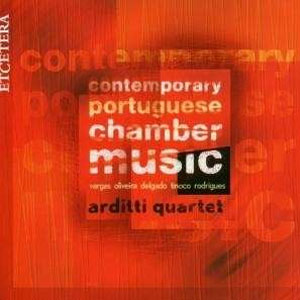 ETCETERA
contemporary
portuguese
chamber
music
vargas oliveira delgado tinoco rodrigues
arditti quartet